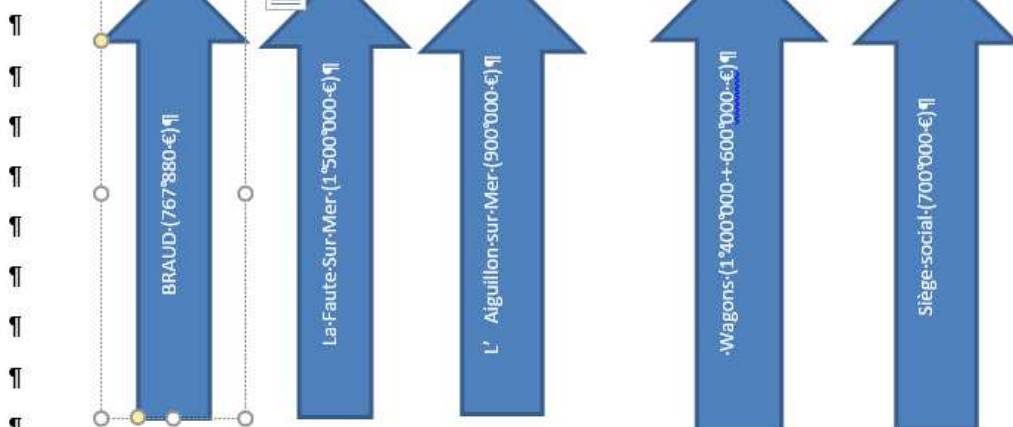 ¶
¶
¶
¶
¶
¶
¶
¶
¶
BRAUD·(767°880·€)¶
La·Faute·Sur·Mer·(1°500°000·€)¶
L’ Aiguillon·sur·Mer·(900°000·€)¶
·Wagons·(1°400°000·+·600°000··€)¶
Siège·social·(700°000·€)¶